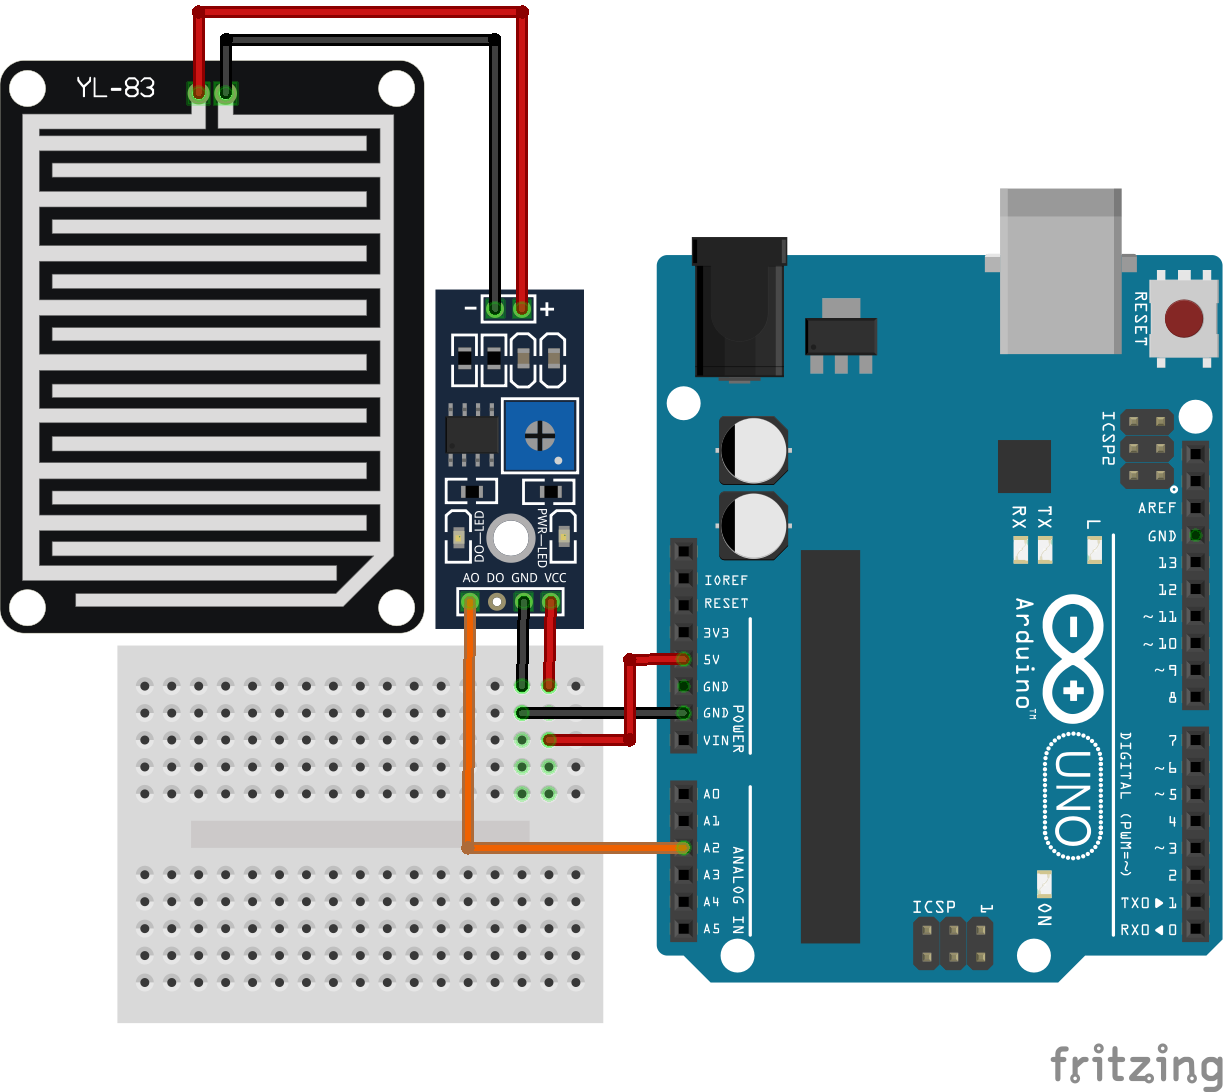 YL-83
- +
DO-LED
PWR-LED
AO DO GND VCC
RESET
ICSP2
AREF
GND
13
12
~11
~10
~9
8
7
~6
~5
4
~3
2
TX0▶1
RX0◀0
RX
TX
L
IOREF
RESET
3V3
5V
GND
GND
VIN
POWER
A0
A1
A2
A3
A4
A5
ANALOG IN
Arduino™
UNO
DIGITAL (PWM=~)
ON
ICSP
1
fritzing